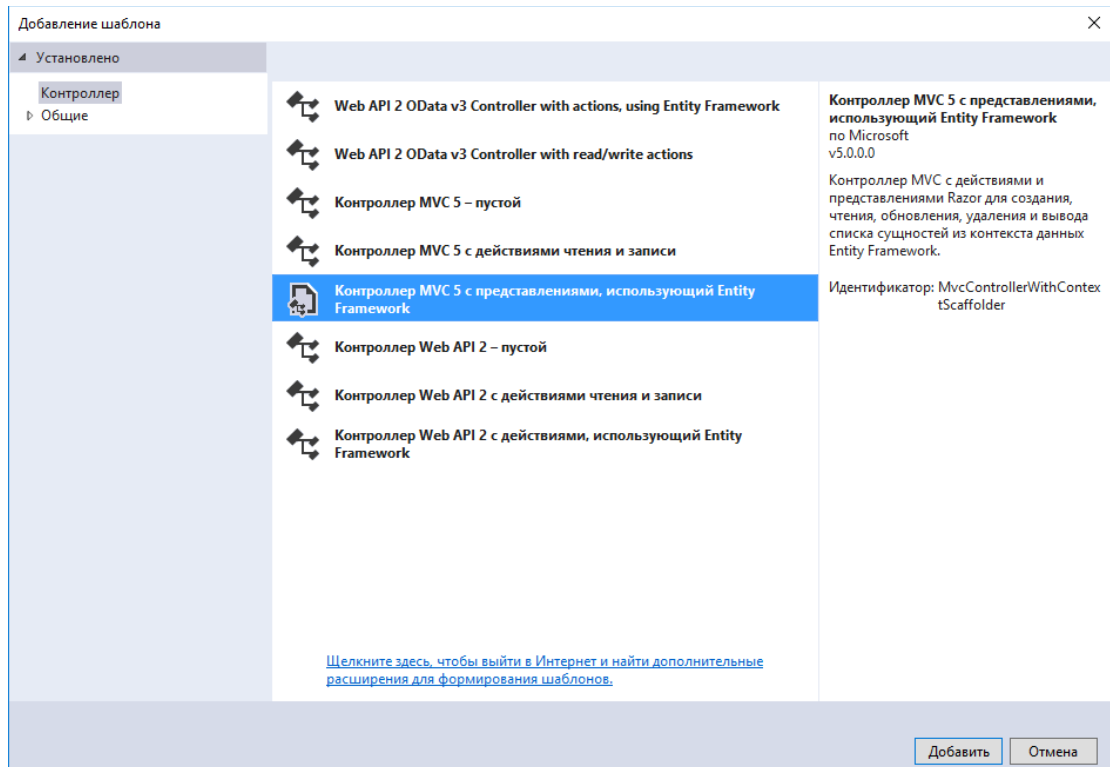 Добавление шаблона
Установлено
Контроллер
Общие
Web API 2 OData v3 Controller with actions, using Entity Framework
Web API 2 OData v3 Controller with read/write actions
Контроллер MVC 5 – пустой
Контроллер MVC 5 с действиями чтения и записи
Контроллер MVC 5 с представлениями, использующий Entity
Framework
Контроллер Web API 2 – пустой
Контроллер Web API 2 с действиями чтения и записи
Контроллер Web API 2 с действиями, использующий Entity
Framework
Щелкните здесь, чтобы выйти в Интернет и найти дополнительные
расширения для формирования шаблонов.
Контроллер MVC 5 с представлениями,
использующий Entity Framework
по Microsoft
v5.0.0.0
Контроллер MVC с действиями и
представлениями Razor для создания,
чтения, обновления, удаления и вывода
списка сущностей из контекста данных
Entity Framework.
Идентификатор: MvcControllerWithContex
tScaffolder
Добавить
Отмена